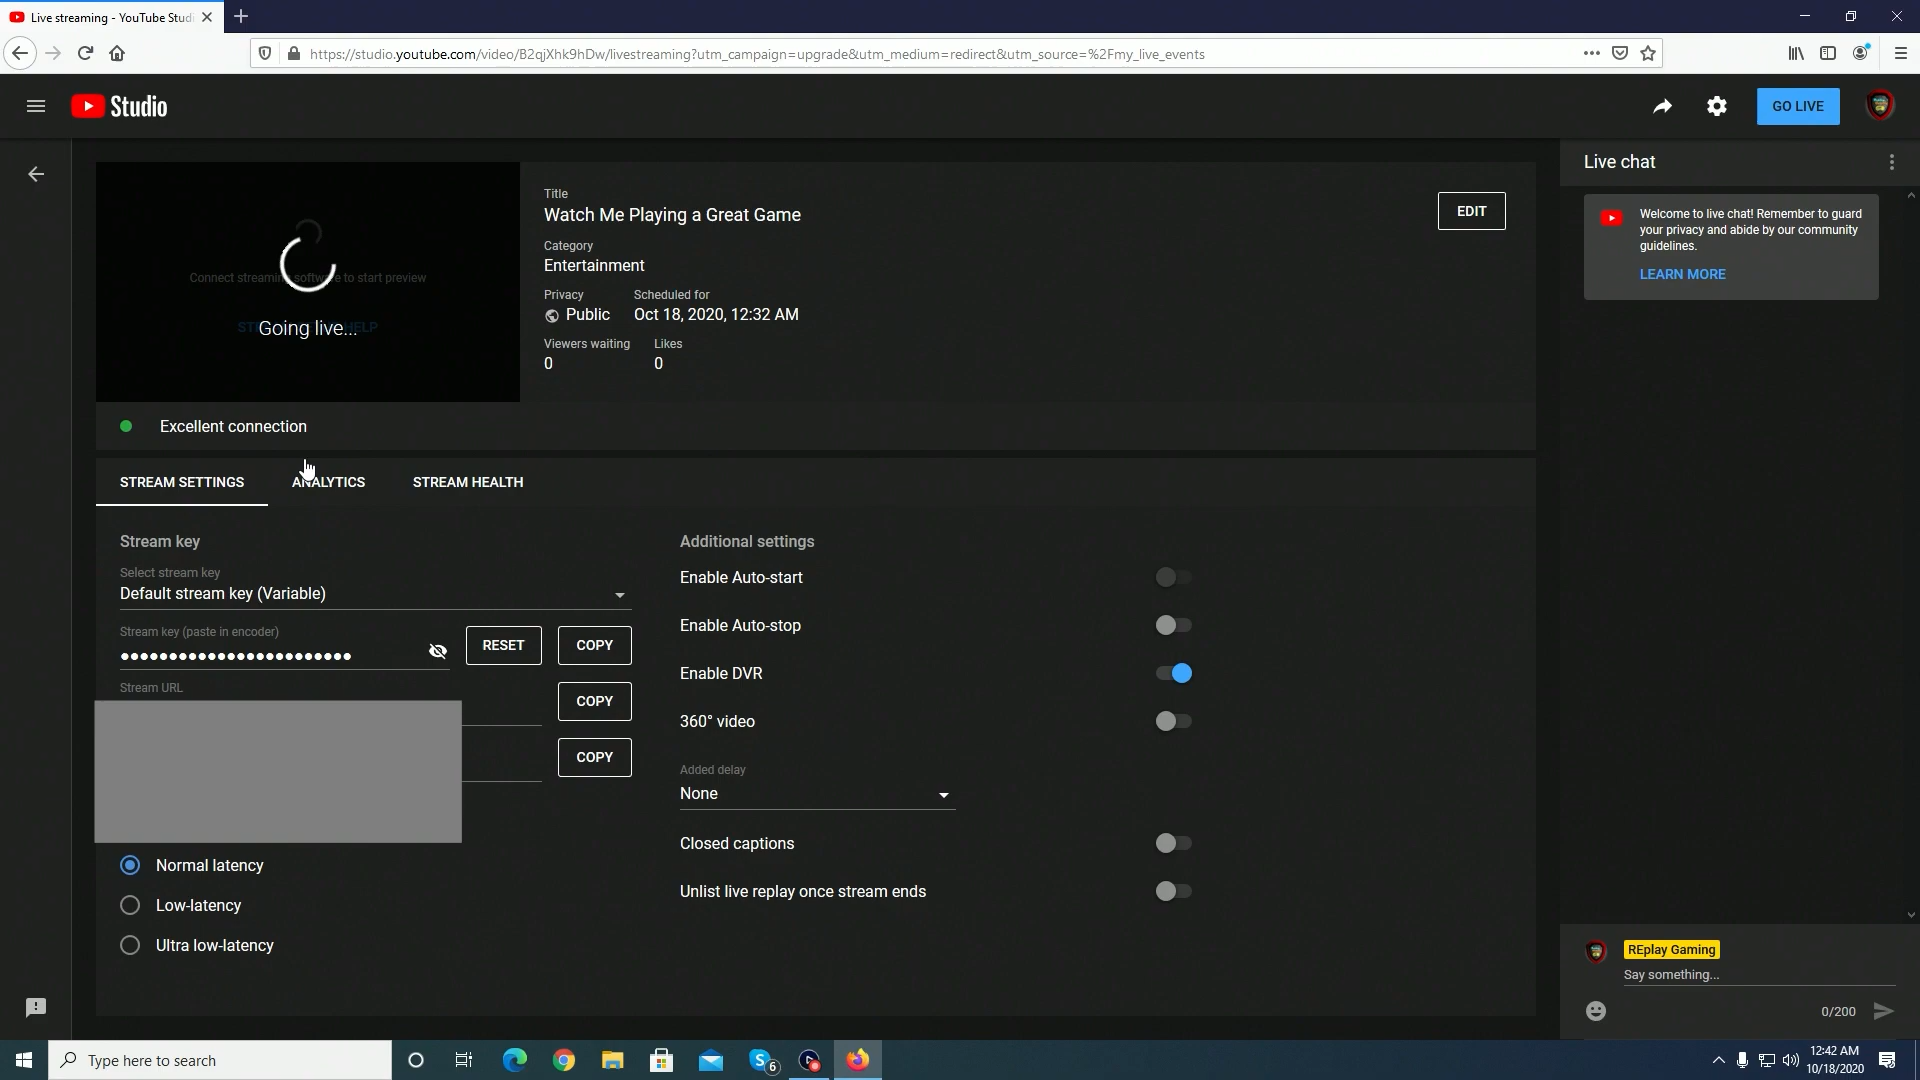 Live streaming - YouTube Stud
https://studio.youtube.com/video/B2qjXhk9hDw/livestreaming?utm_campaign=upgrade&utm_medium=redirect&utm_source=%2Fmy_live_events
Studio
GO LIVE
Connect streaming software to start preview
Going live...
Title
Watch Me Playing a Great Game
EDIT
Category
Entertainment
Privacy
Scheduled for
Public
Oct 18, 2020, 12:32 AM
Viewers waiting
Likes
0
0
Live chat
Welcome to live chat! Remember to guard
your privacy and abide by our community
guidelines.
LEARN MORE
Excellent connection
STREAM SETTINGS
ANALYTICS
STREAM HEALTH
Stream key
Select stream key
Default stream key (Variable)
Stream key (paste in encoder)
RESET
COPY
Stream URL
COPY
COPY
Normal latency
Low-latency
Ultra low-latency
Additional settings
Enable Auto-start
Enable Auto-stop
Enable DVR
360° video
Added delay
None
Closed captions
Unlist live replay once stream ends
REplay Gaming
Say something...
0/200
Type here to search
6
12:42 AM
10/18/2020